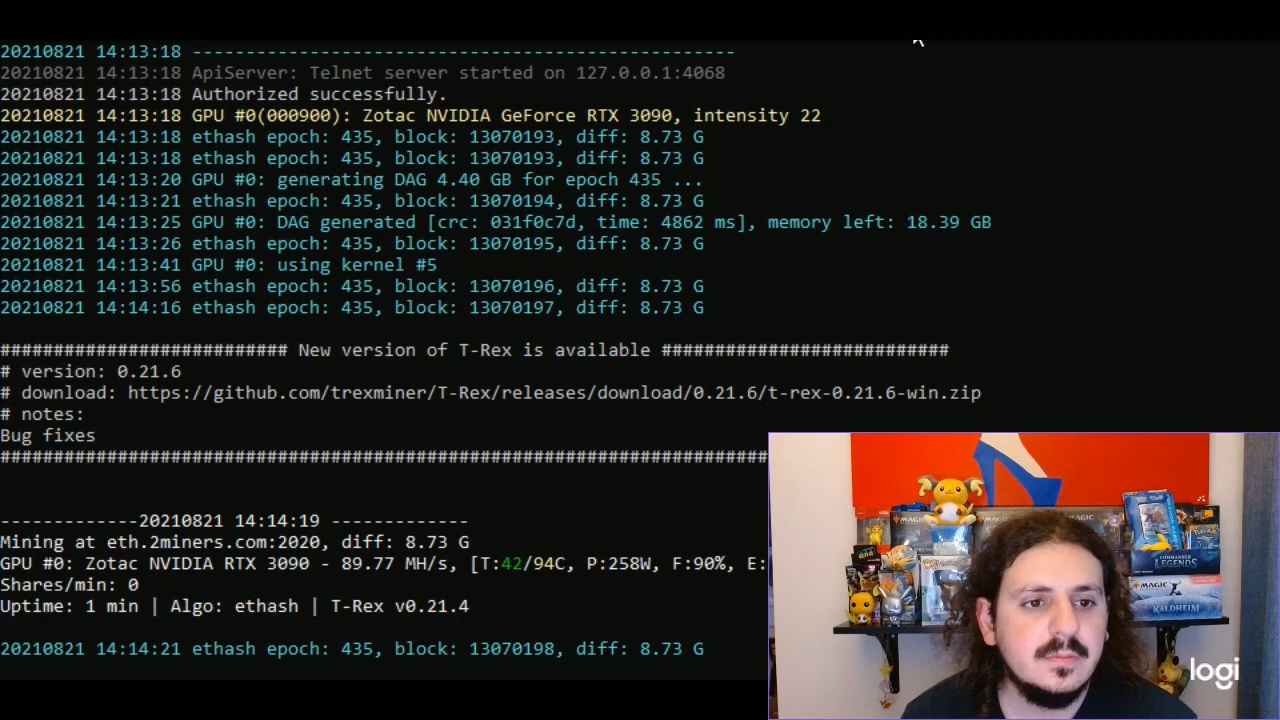 20210821 14:13:18 ---------------------------------------------------
20210821 14:13:18 ApiServer: Telnet server started on 127.0.0.1:4068
20210821 14:13:18 Authorized successfully.
20210821 14:13:18 GPU #0(000900): Zotac NVIDIA GeForce RTX 3090, intensity 22
20210821 14:13:18 ethash epoch: 435, block: 13070193, diff: 8.73 G
20210821 14:13:18 ethash epoch: 435, block: 13070193, diff: 8.73 G
20210821 14:13:20 GPU #0: generating DAG 4.40 GB for epoch 435 ...
20210821 14:13:21 ethash epoch: 435, block: 13070194, diff: 8.73 G
20210821 14:13:25 GPU #0: DAG generated [crc: 031f0c7d, time: 4862 ms], memory left: 18.39 GB
20210821 14:13:26 ethash epoch: 435, block: 13070195, diff: 8.73 G
20210821 14:13:41 GPU #0: using kernel #5
20210821 14:13:56 ethash epoch: 435, block: 13070196, diff: 8.73 G
20210821 14:14:16 ethash epoch: 435, block: 13070197, diff: 8.73 G
########################### New version of T-Rex is available ###########################
# version: 0.21.6
# download: https://github.com/trexminer/T-Rex/releases/download/0.21.6/t-rex-0.21.6-win.zip
# notes:
Bug fixes
########################################################################
-------------20210821 14:14:19 -------------
Mining at eth.2miners.com:2020, diff: 8.73 G
GPU #0: Zotac NVIDIA RTX 3090 - 89.77 MH/s, [T:42/94C, P:258W, F:90%, E:
Shares/min: 0
Uptime: 1 min | Algo: ethash | T-Rex v0.21.4
20210821 14:14:21 ethash epoch: 435, block: 13070198, diff: 8.73 G
MAGIC
MAGIC
COMMANDER
LEGENDS
MAGIC
KALDHEIM
logi